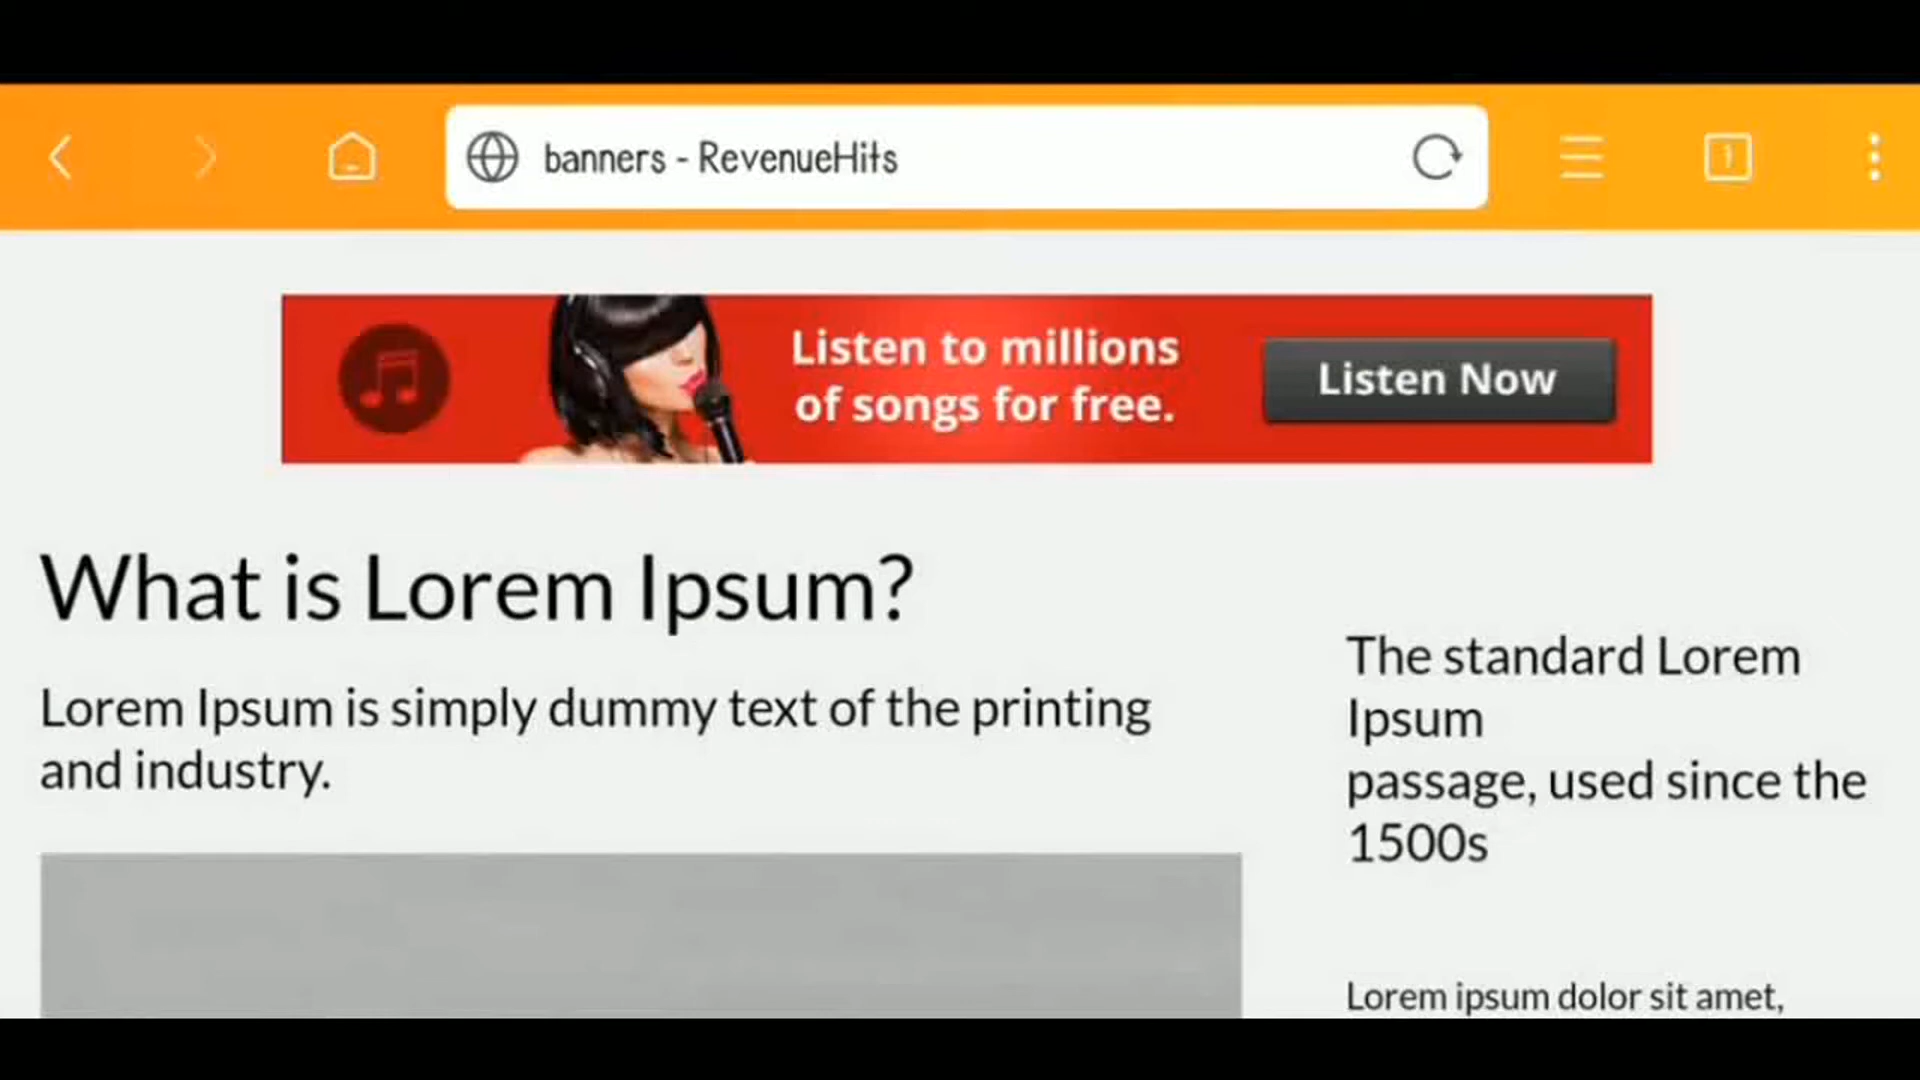 banners - RevenueHits
1
Listen to millions
of songs for free.
Listen Now
What is Lorem Ipsum?
Lorem Ipsum is simply dummy text of the printing
and industry.
The standard Lorem
Ipsum
passage, used since the
1500s
Lorem ipsum dolor sit amet,